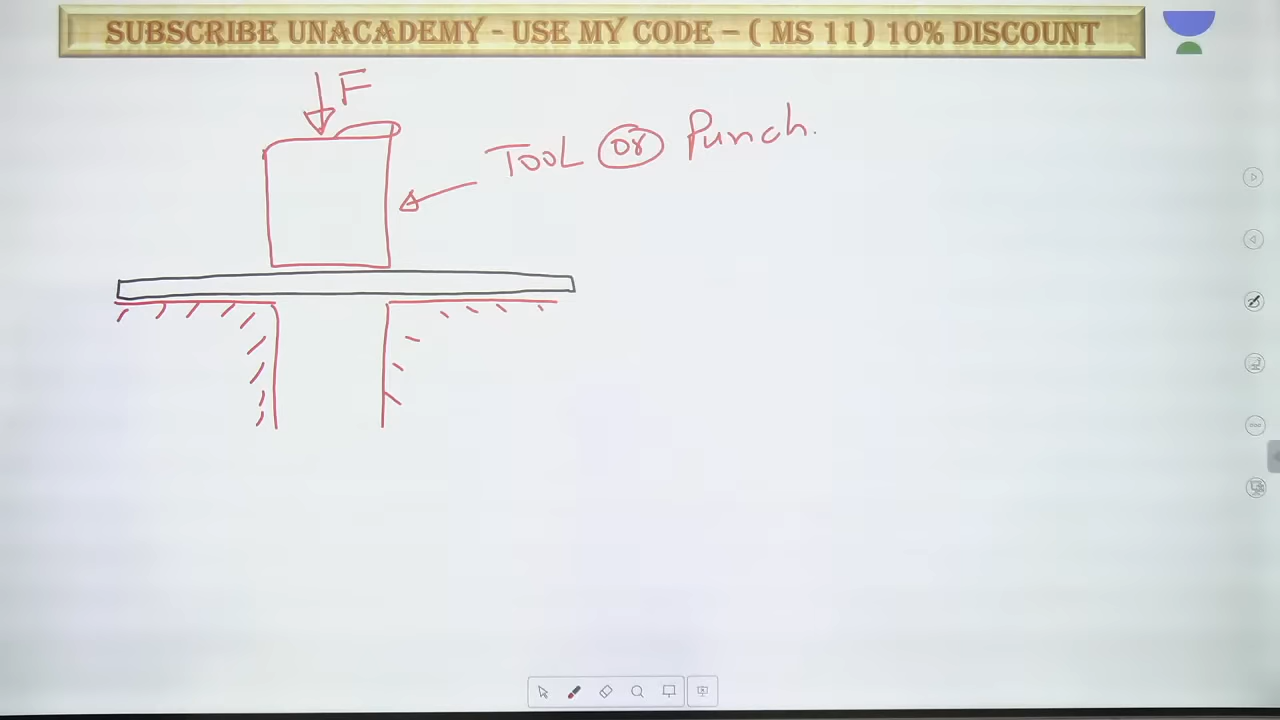 SUBSCRIBE UNACADEMY - USE MY CODE – ( MS 11) 10% DISCOUNT
F
TOOL or Punch.